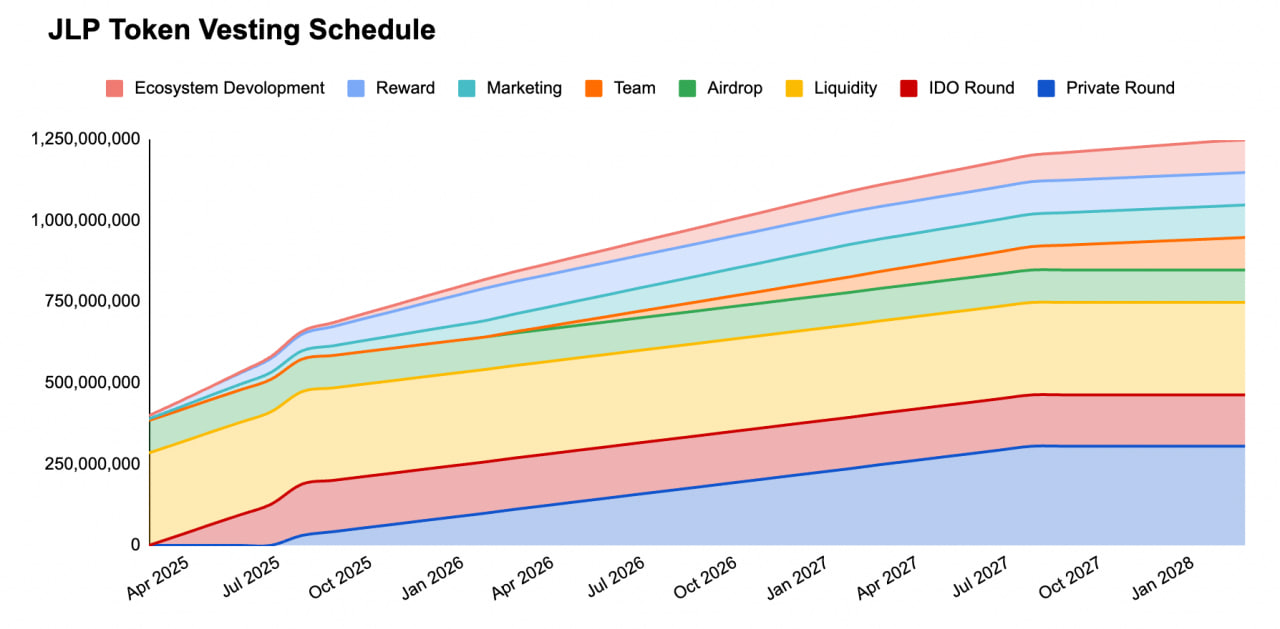 JLP Token Vesting Schedule
Ecosystem Devolopment Reward Marketing Team Airdrop Liquidity IDO Round Private Round
1,250,000,000
1,000,000,000
750,000,000
500,000,000
250,000,000
0
Apr 2025 Jul 2025 Oct 2025 Jan 2026 Apr 2026 Jul 2026 Oct 2026 Jan 2027 Apr 2027 Jul 2027 Oct 2027 Jan 2028